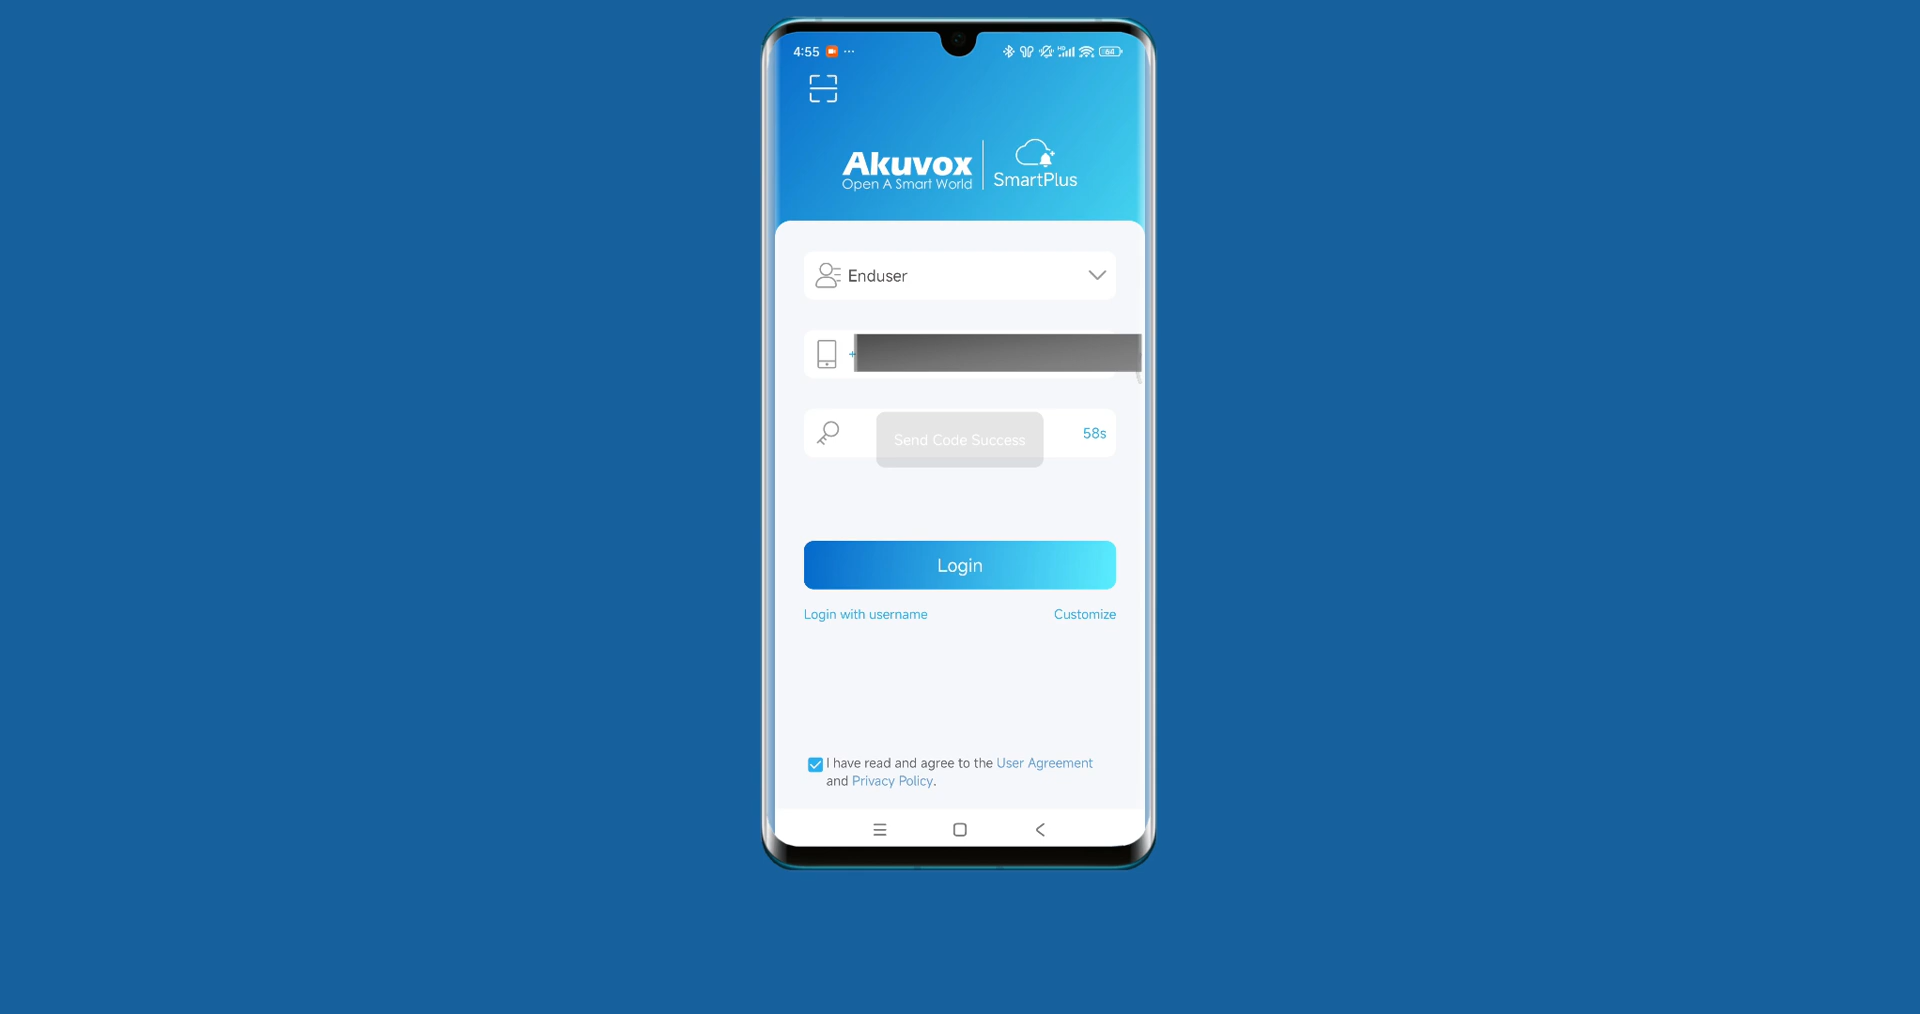 4:55
64
Akuvox
Open A Smart World
SmartPlus
Enduser
+
Send Code Success
58s
Login
Login with username
Customize
I have read and agree to the User Agreement
and Privacy Policy.